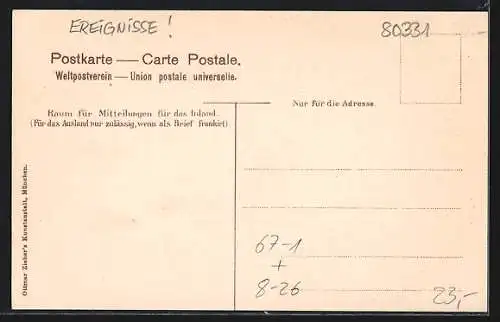 EREIGNISSE!
80331
Postkarte — Carte Postale.
Weltpostverein — Union postale universelle.
Nur für die Adresse.
Raum für Mitteilungen für das Inland.
(Für das Ausland nur zulässig, wenn als Brief frankirt)
Ottmar Zieher's Kunstanstalt, München.
67-1
+
8-26
23,-